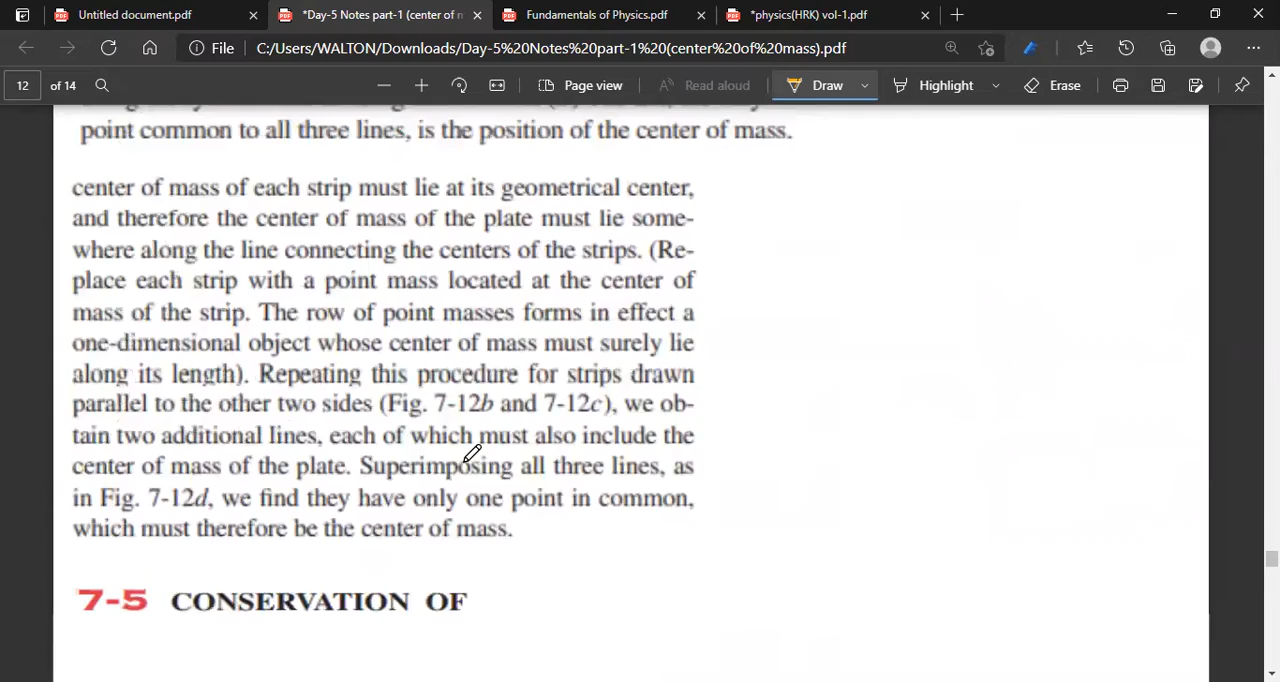 Untitled document.pdf
*Day-5 Notes part-1 (center of n
Fundamentals of Physics.pdf
*physics(HRK) vol-1.pdf
File
C:/Users/WALTON/Downloads/Day-5%20Notes%20part-1%20(center%20of%20mass).pdf
12 of 14
Page view
Read aloud
Draw
Highlight
Erase
point common to all three lines, is the position of the center of mass.
center of mass of each strip must lie at its geometrical center,
and therefore the center of mass of the plate must lie some-
where along the line connecting the centers of the strips. (Re-
place each strip with a point mass located at the center of
mass of the strip. The row of point masses forms in effect a
one-dimensional object whose center of mass must surely lie
along its length). Repeating this procedure for strips drawn
parallel to the other two sides (Fig. 7-12b and 7-12c), we ob-
tain two additional lines, each of which must also include the
center of mass of the plate. Superimposing all three lines, as
in Fig. 7-12d, we find they have only one point in common,
which must therefore be the center of mass.
7-5 CONSERVATION OF